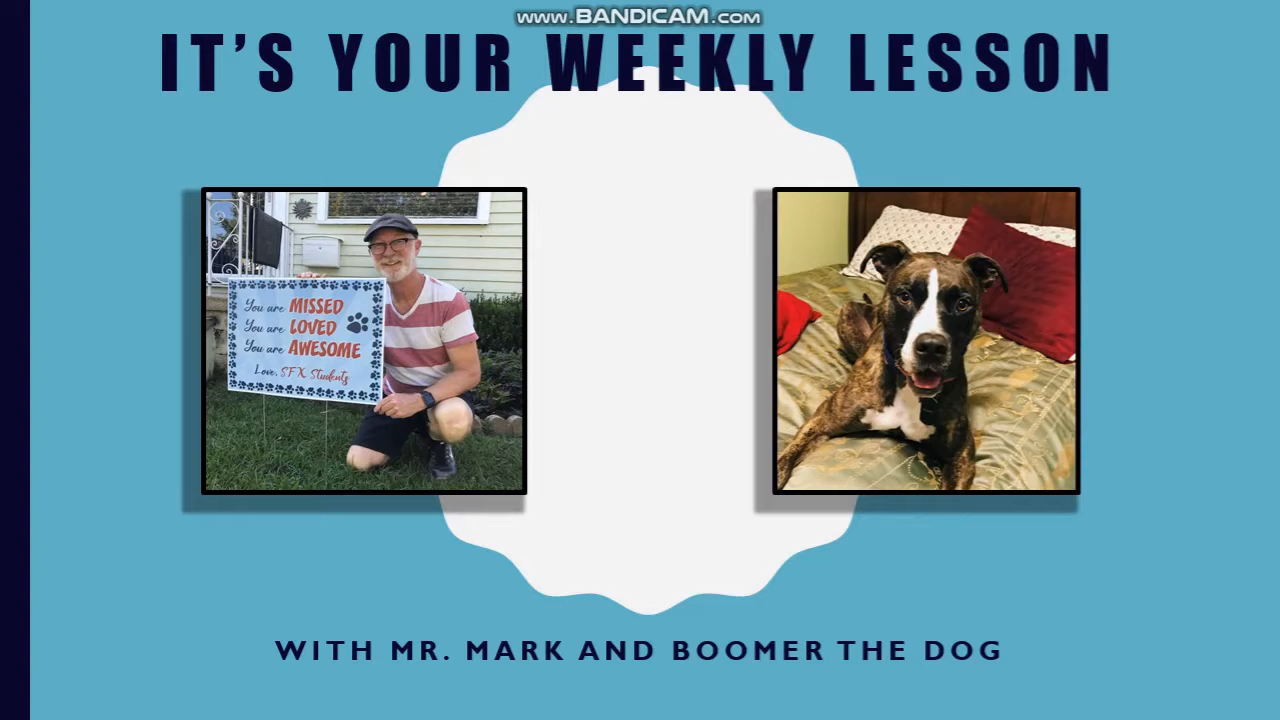 www.BANDICAM.com
IT'S YOUR WEEKLY LESSON
You are MISSED
You are LOVED
You are AWESOME
Love, SFX Students
WITH MR. MARK AND BOOMER THE DOG